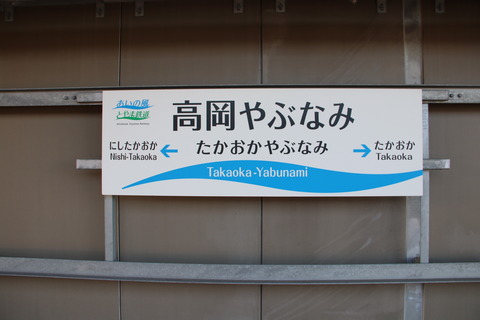 あいの風
とやま鉄道
高岡やぶなみ
たかおかやぶなみ
にしたかおか
Nishi-Takaoka
たかおか
Takaoka
Takaoka-Yabunami